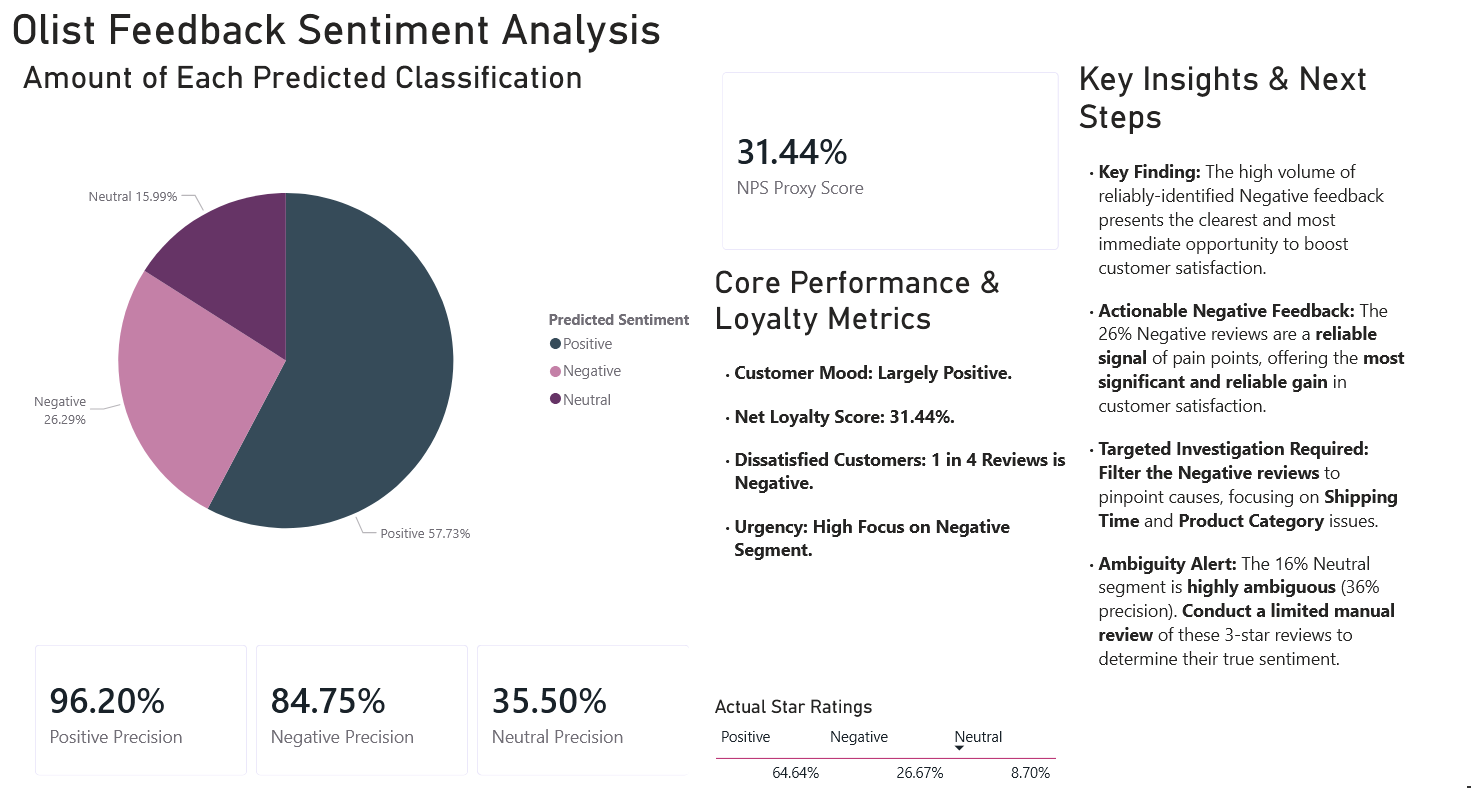 Olist Feedback Sentiment Analysis
Amount of Each Predicted Classification
Neutral 15.99%
Negative
26.29%
Positive 57.73%
Predicted Sentiment
Positive
Negative
Neutral
96.20%
Positive Precision
84.75%
Negative Precision
35.50%
Neutral Precision
31.44%
NPS Proxy Score
Core Performance &
Loyalty Metrics
· Customer Mood: Largely Positive.
· Net Loyalty Score: 31.44%.
· Dissatisfied Customers: 1 in 4 Reviews is
Negative.
· Urgency: High Focus on Negative
Segment.
Actual Star Ratings
Positive Negative Neutral
64.64% 26.67% 8.70%
Key Insights & Next
Steps
· Key Finding: The high volume of
reliably-identified Negative feedback
presents the clearest and most
immediate opportunity to boost
customer satisfaction.
· Actionable Negative Feedback: The
26% Negative reviews are a reliable
signal of pain points, offering the most
significant and reliable gain in
customer satisfaction.
· Targeted Investigation Required:
Filter the Negative reviews to
pinpoint causes, focusing on Shipping
Time and Product Category issues.
· Ambiguity Alert: The 16% Neutral
segment is highly ambiguous (36%
precision). Conduct a limited manual
review of these 3-star reviews to
determine their true sentiment.